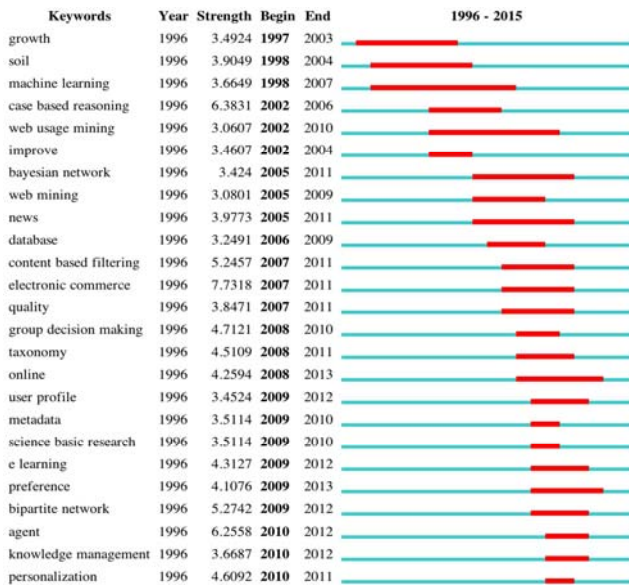 Keywords Year Strength Begin End 1996 - 2015
growth 1996 3.4924 1997 2003
soil 1996 3.9049 1998 2004
machine learning 1996 3.6649 1998 2007
case based reasoning 1996 6.3831 2002 2006
web usage mining 1996 3.0607 2002 2010
improve 1996 3.4607 2002 2004
bayesian network 1996 3.424 2005 2011
web mining 1996 3.0801 2005 2009
news 1996 3.9773 2005 2011
database 1996 3.2491 2006 2009
content based filtering 1996 5.2457 2007 2011
electronic commerce 1996 7.7318 2007 2011
quality 1996 3.8471 2007 2011
group decision making 1996 4.7121 2008 2010
taxonomy 1996 4.5109 2008 2011
online 1996 4.2594 2008 2013
user profile 1996 3.4524 2009 2012
metadata 1996 3.5114 2009 2010
science basic research 1996 3.5114 2009 2010
e learning 1996 4.3127 2009 2012
preference 1996 4.1076 2009 2013
bipartite network 1996 5.2742 2009 2012
agent 1996 6.2558 2010 2012
knowledge management 1996 3.6687 2010 2012
personalization 1996 4.6092 2010 2011